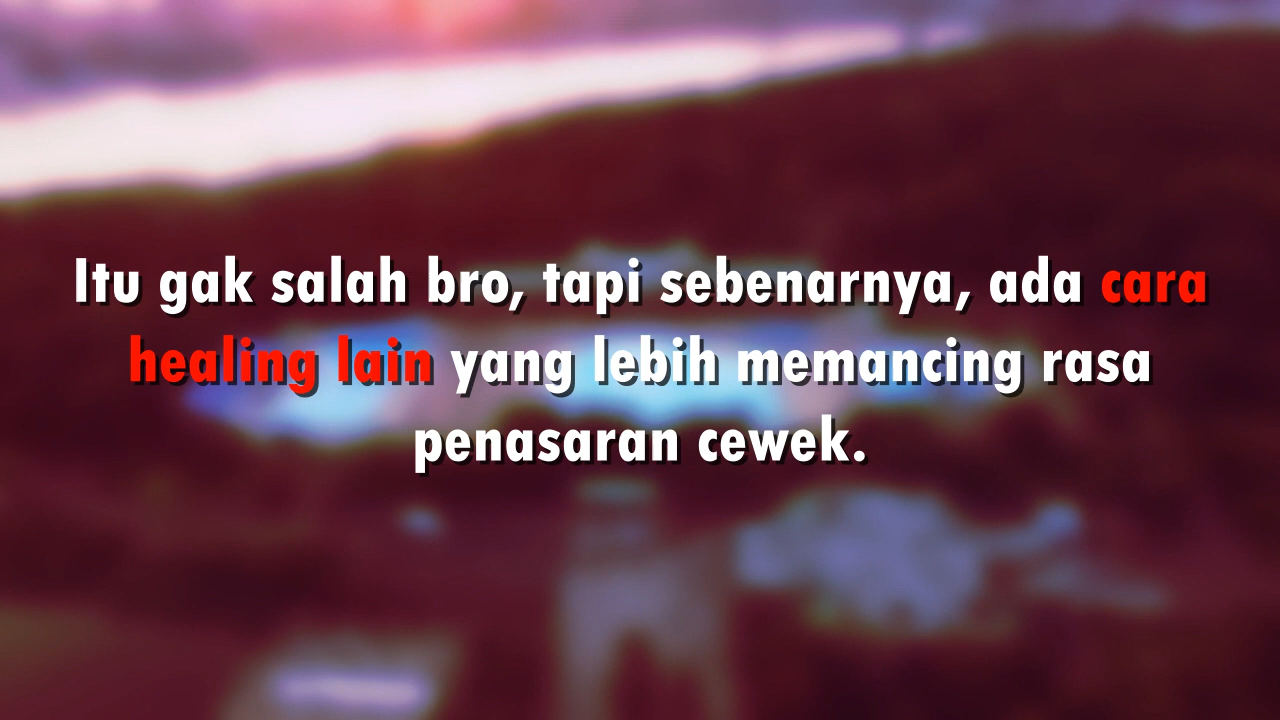 Itu gak salah bro, tapi sebenarnya, ada cara
healing lain yang lebih memancing rasa
penasaran cewek.